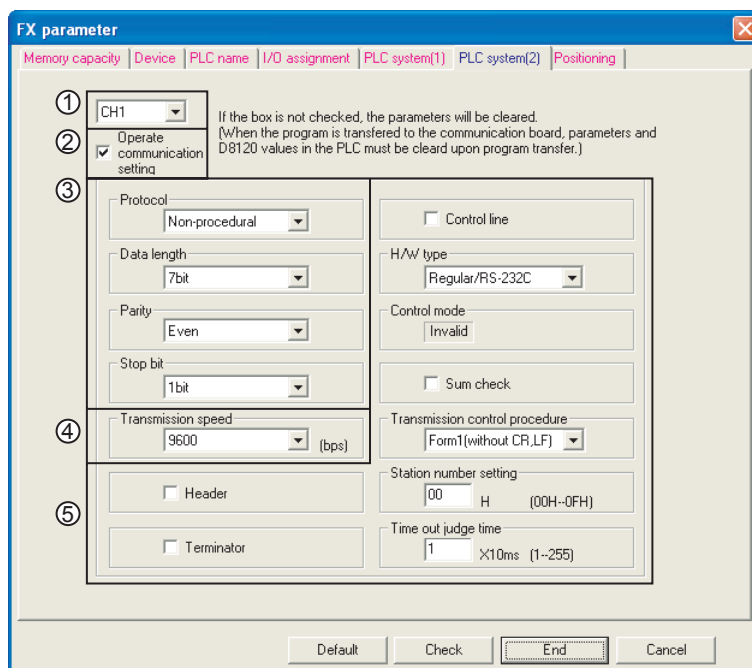 FX parameter
Memory capacity Device PLC name I/O assignment PLC system(1) PLC system(2) Positioning
①
CH1
If the box is not checked, the parameters will be cleared.
(When the program is transfered to the communication board, parameters and
D8120 values in the PLC must be cleard upon program transfer.)
②
Operate
communication
setting
③
Protocol
Non-procedural
Control line
Data length
7bit
H/W type
Regular/RS-232C
Parity
Even
Control mode
Invalid
Stop bit
1bit
Sum check
④
Transmission speed
9600 (bps)
Transmission control procedure
Form1(without CR,LF)
⑤
Header
Station number setting
00 H (00H--0FH)
Terminator
Time out judge time
1 X10ms (1--255)
Default Check End Cancel